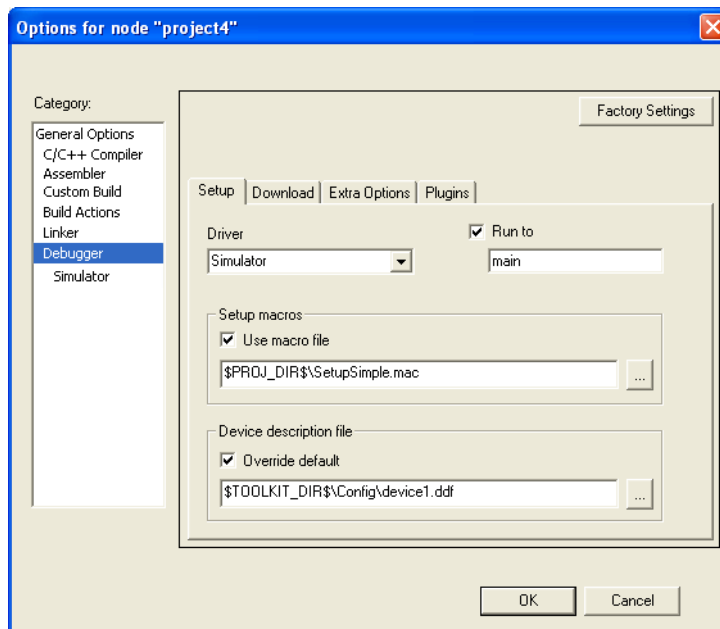 Options for node "project4"
Category:
Factory Settings
General Options
C/C++ Compiler
Assembler
Custom Build
Build Actions
Linker
Debugger
Simulator
Setup
Download
Extra Options
Plugins
Driver
Run to
Simulator
main
Setup macros
Use macro file
$PROJ_DIR$\SetupSimple.mac
...
Device description file
Override default
$TOOLKIT_DIR$\Config\device1.ddf
...
OK
Cancel